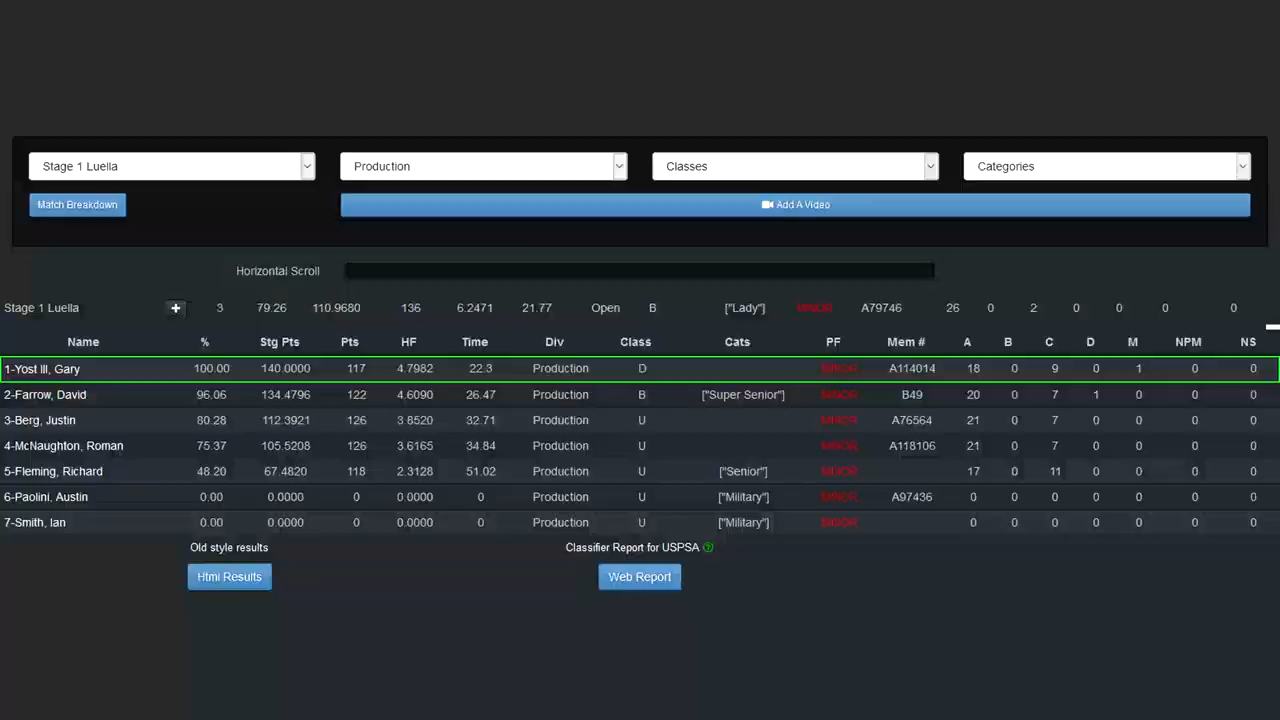 Stage 1 Luella Production Classes Categories
Match Breakdown Add A Video
Horizontal Scroll
Stage 1 Luella + 3 79.26 110.9680 136 6.2471 21.77 Open B ["Lady"] MINOR A79746 26 0 2 0 0 0 0
Name % Stg Pts Pts HF Time Div Class Cats PF Mem # A B C D M NPM NS
1-Yost III, Gary 100.00 140.0000 117 4.7982 22.3 Production D MINOR A114014 18 0 9 0 1 0 0
2-Farrow, David 96.06 134.4796 122 4.6090 26.47 Production B ["Super Senior"] MINOR B49 20 0 7 1 0 0 0
3-Berg, Justin 80.28 112.3921 126 3.8520 32.71 Production U MINOR A76564 21 0 7 0 0 0 0
4-McNaughton, Roman 75.37 105.5208 126 3.6165 34.84 Production U MINOR A118106 21 0 7 0 0 0 0
5-Fleming, Richard 48.20 67.4820 118 2.3128 51.02 Production U ["Senior"] MINOR 17 0 11 0 0 0 0
6-Paolini, Austin 0.00 0.0000 0 0.0000 0 Production U ["Military"] MINOR A97436 0 0 0 0 0 0 0
7-Smith, Ian 0.00 0.0000 0 0.0000 0 Production U ["Military"] MINOR 0 0 0 0 0 0 0
Old style results Classifier Report for USPSA ?
Html Results Web Report